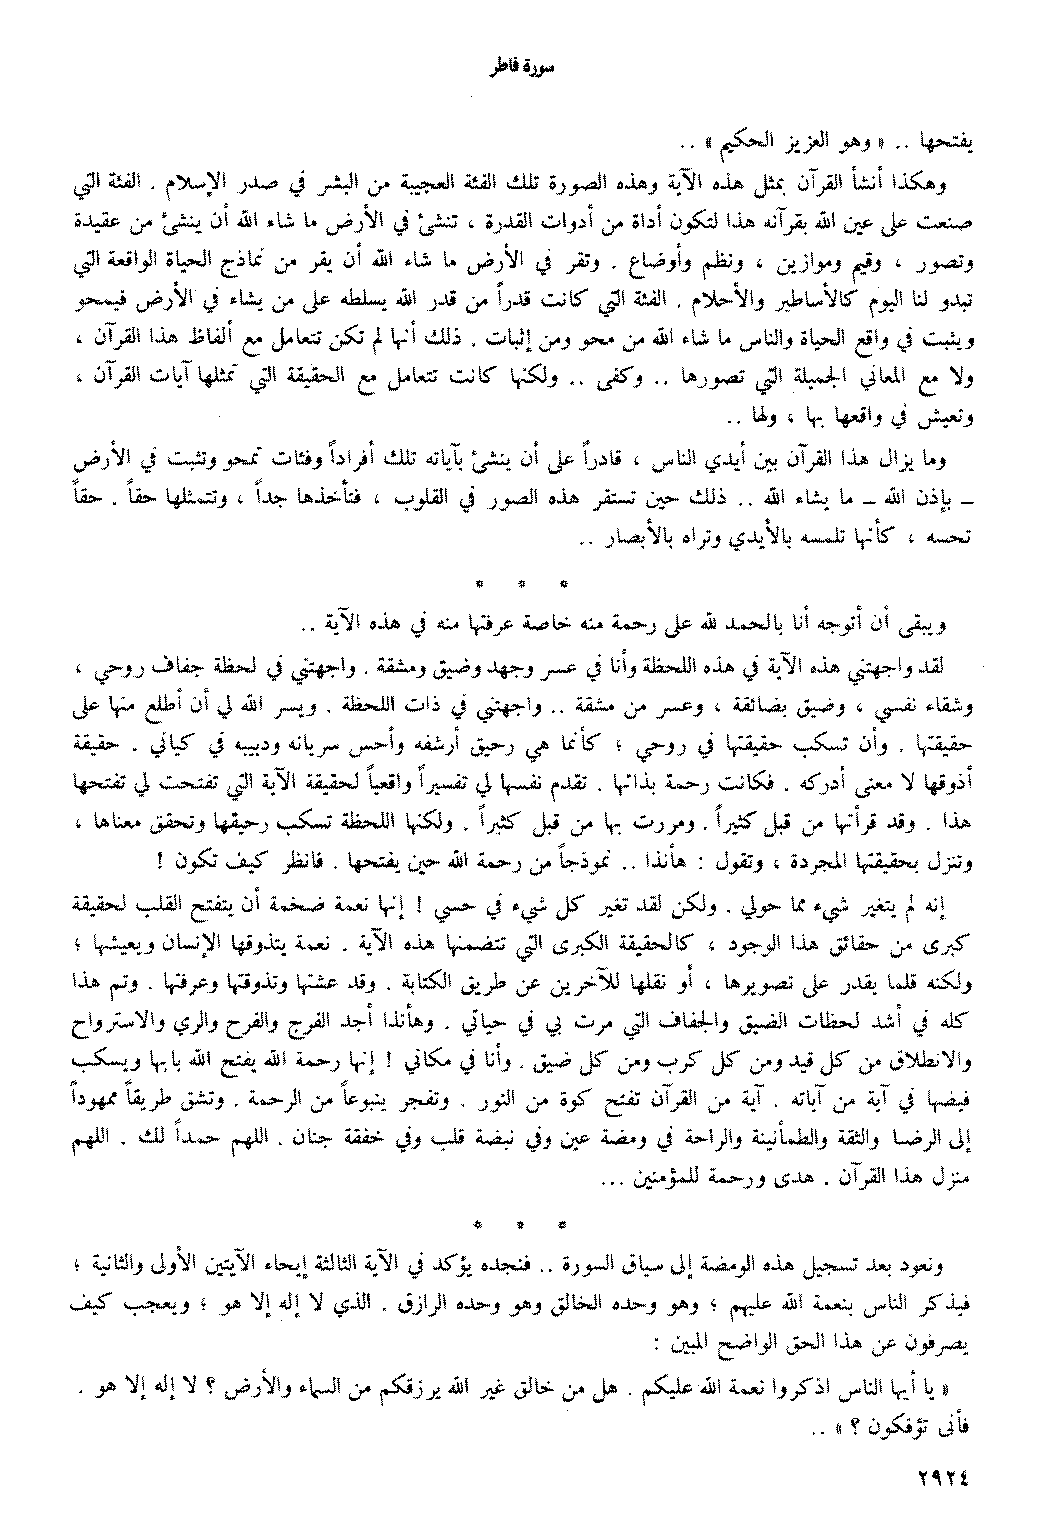 سورة فاطر
يفتحها .. « وهو العزيز الحكيم » ..
وهكذا أنشأ القرآن بمثل هذه الآية وهذه الصورة تلك الفئة العجيبة من البشر في صدر الإسلام . الفئة التي
صنعت على عين الله بقرآنه هذا لتكون أداة من أدوات القدرة ، تنشئ في الأرض ما شاء الله أن ينشئ من عقيدة
وتصور ، وقيم وموازين ، ونظم وأوضاع . وتقر في الأرض ما شاء الله أن يقر من نماذج الحياة الواقعة التي
تبدو لنا اليوم كالأساطير والأحلام . الفئة التي كانت قدراً من قدر الله يسلطه على من يشاء في الأرض فيمحو
ويثبت في واقع الحياة والناس ما شاء الله من محو ومن إثبات . ذلك أنها لم تكن تتعامل مع ألفاظ هذا القرآن ،
ولا مع المعاني الجميلة التي تصورها .. وكفى .. ولكنها كانت تتعامل مع الحقيقة التي تمثلها آيات القرآن ،
وتعيش في واقعها بها ، ولها ..
وما يزال هذا القرآن بين أيدي الناس ، قادراً على أن ينشئ بآياته تلك أفراداً وفئات تمحو وتثبت في الأرض
ــ بإذن الله ــ ما يشاء الله .. ذلك حين تستقر هذه الصور في القلوب ، فتأخذها جداً ، وتتمثلها حقاً . حقاً
تحسه ، كأنها تلمسه بالأيدي وتراه بالأبصار ..
* * *
ويبقى أن أتوجه أنا بالحمد لله على رحمة منه خاصة عرفتها منه في هذه الآية ..
لقد واجهتني هذه الآية في هذه اللحظة وأنا في عسر وجهد وضيق ومشقة . واجهتني في لحظة جفاف روحي ،
وشقاء نفسي ، وضيق بضائقة ، وعسر من مشقة .. واجهتني في ذات اللحظة . ويسر الله لي أن أطلع منها على
حقيقتها . وأن تسكب حقيقتها في روحي ؛ كأنما هي رحيق أرشفه وأحس سريانه ودبيبه في كياني . حقيقة
أذوقها لا معنى أدركه . فكانت رحمة بذاتها . تقدم نفسها لي تفسيراً واقعياً لحقيقة الآية التي تفتحت لي تفتحها
هذا . وقد قرأتها من قبل كثيراً . ومررت بها من قبل كثيراً . ولكنها اللحظة تسكب رحيقها وتحقق معناها ،
وتنزل بحقيقتها المجردة ، وتقول : هأنذا .. نموذجاً من رحمة الله حين يفتحها . فانظر كيف تكون !
إنه لم يتغير شيء مما حولي . ولكن لقد تغير كل شيء في حسي ! إنها نعمة ضخمة أن يتفتح القلب لحقيقة
كبرى من حقائق هذا الوجود ، كالحقيقة الكبرى التي تتضمنها هذه الآية . نعمة يتذوقها الإنسان ويعيشها ؛
ولكنه قلما يقدر على تصويرها ، أو نقلها للآخرين عن طريق الكتابة . وقد عشتها وتذوقتها وعرفتها . وتم هذا
كله في أشد لحظات الضيق والجفاف التي مرت بي في حياتي . وهأنذا أجد الفرج والفرح والري والاسترواح
والانطلاق من كل قيد ومن كل كرب ومن كل ضيق . وأنا في مكاني ! إنها رحمة الله يفتح الله بابها ويسكب
فيضها في آية من آياته . آية من القرآن تفتح كوة من النور . وتفجر ينبوعاً من الرحمة . وتشق طريقاً ممهوداً
إلى الرضا والثقة والطمأنينة والراحة في ومضة عين وفي نبضة قلب وفي خفقة جنان . اللهم حمداً لك . اللهم
منزل هذا القرآن . هدى ورحمة للمؤمنين ...
* * *
ونعود بعد تسجيل هذه الومضة إلى سياق السورة .. فنجده يؤكد في الآية الثالثة إيحاء الآيتين الأولى والثانية ؛
فيذكر الناس بنعمة الله عليهم ؛ وهو وحده الخالق وهو وحده الرازق . الذي لا إله إلا هو ؛ ويعجب كيف
يصرفون عن هذا الحق الواضح المبين :
« يا أيها الناس اذكروا نعمة الله عليكم . هل من خالق غير الله يرزقكم من السماء والأرض ؟ لا إله إلا هو .
فأنى تؤفكون ؟ » ..
٢٩٢٤